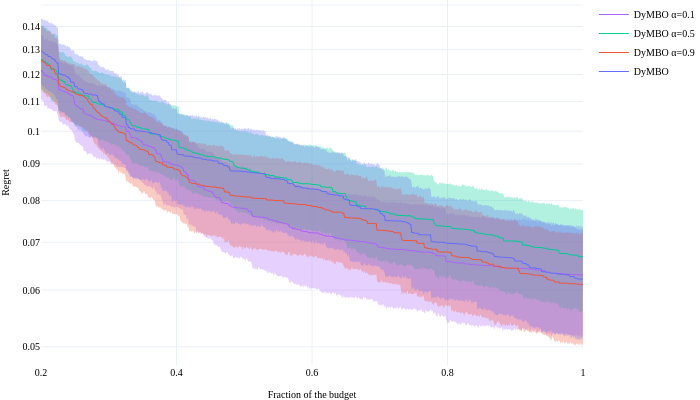 0.14
0.13
0.12
0.11
0.1
0.09
0.08
0.07
0.06
0.05
Regret
0.2
0.4
0.6
0.8
1
Fraction of the budget
DyMBO α=0.1
DyMBO α=0.5
DyMBO α=0.9
DyMBO